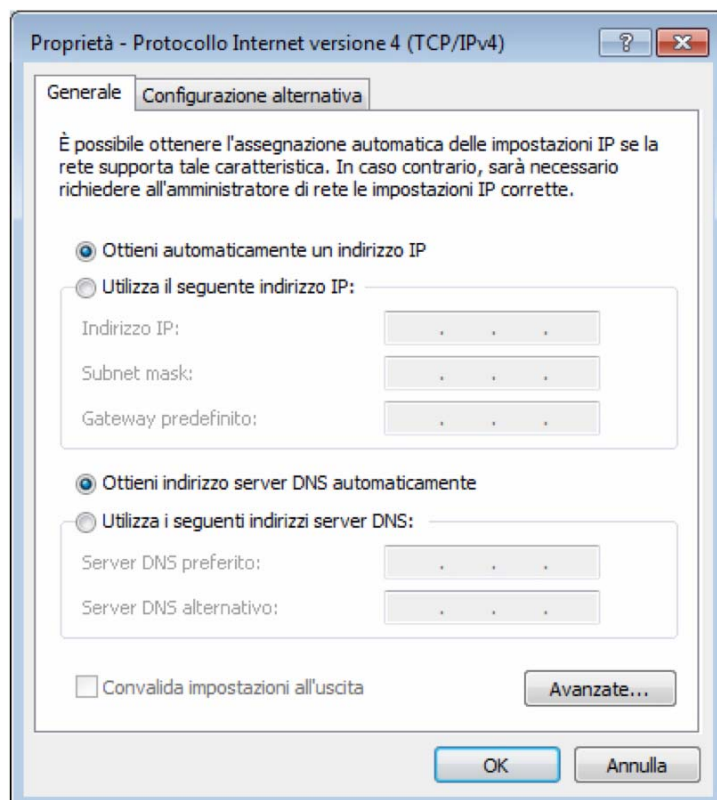 Proprietà - Protocollo Internet versione 4 (TCP/IPv4)
Generale
Configurazione alternativa
È possibile ottenere l'assegnazione automatica delle impostazioni IP se la
rete supporta tale caratteristica. In caso contrario, sarà necessario
richiedere all'amministratore di rete le impostazioni IP corrette.
Ottieni automaticamente un indirizzo IP
Utilizza il seguente indirizzo IP:
Indirizzo IP:
Subnet mask:
Gateway predefinito:
Ottieni indirizzo server DNS automaticamente
Utilizza i seguenti indirizzi server DNS:
Server DNS preferito:
Server DNS alternativo:
Convalida impostazioni all'uscita
Avanzate...
OK
Annulla